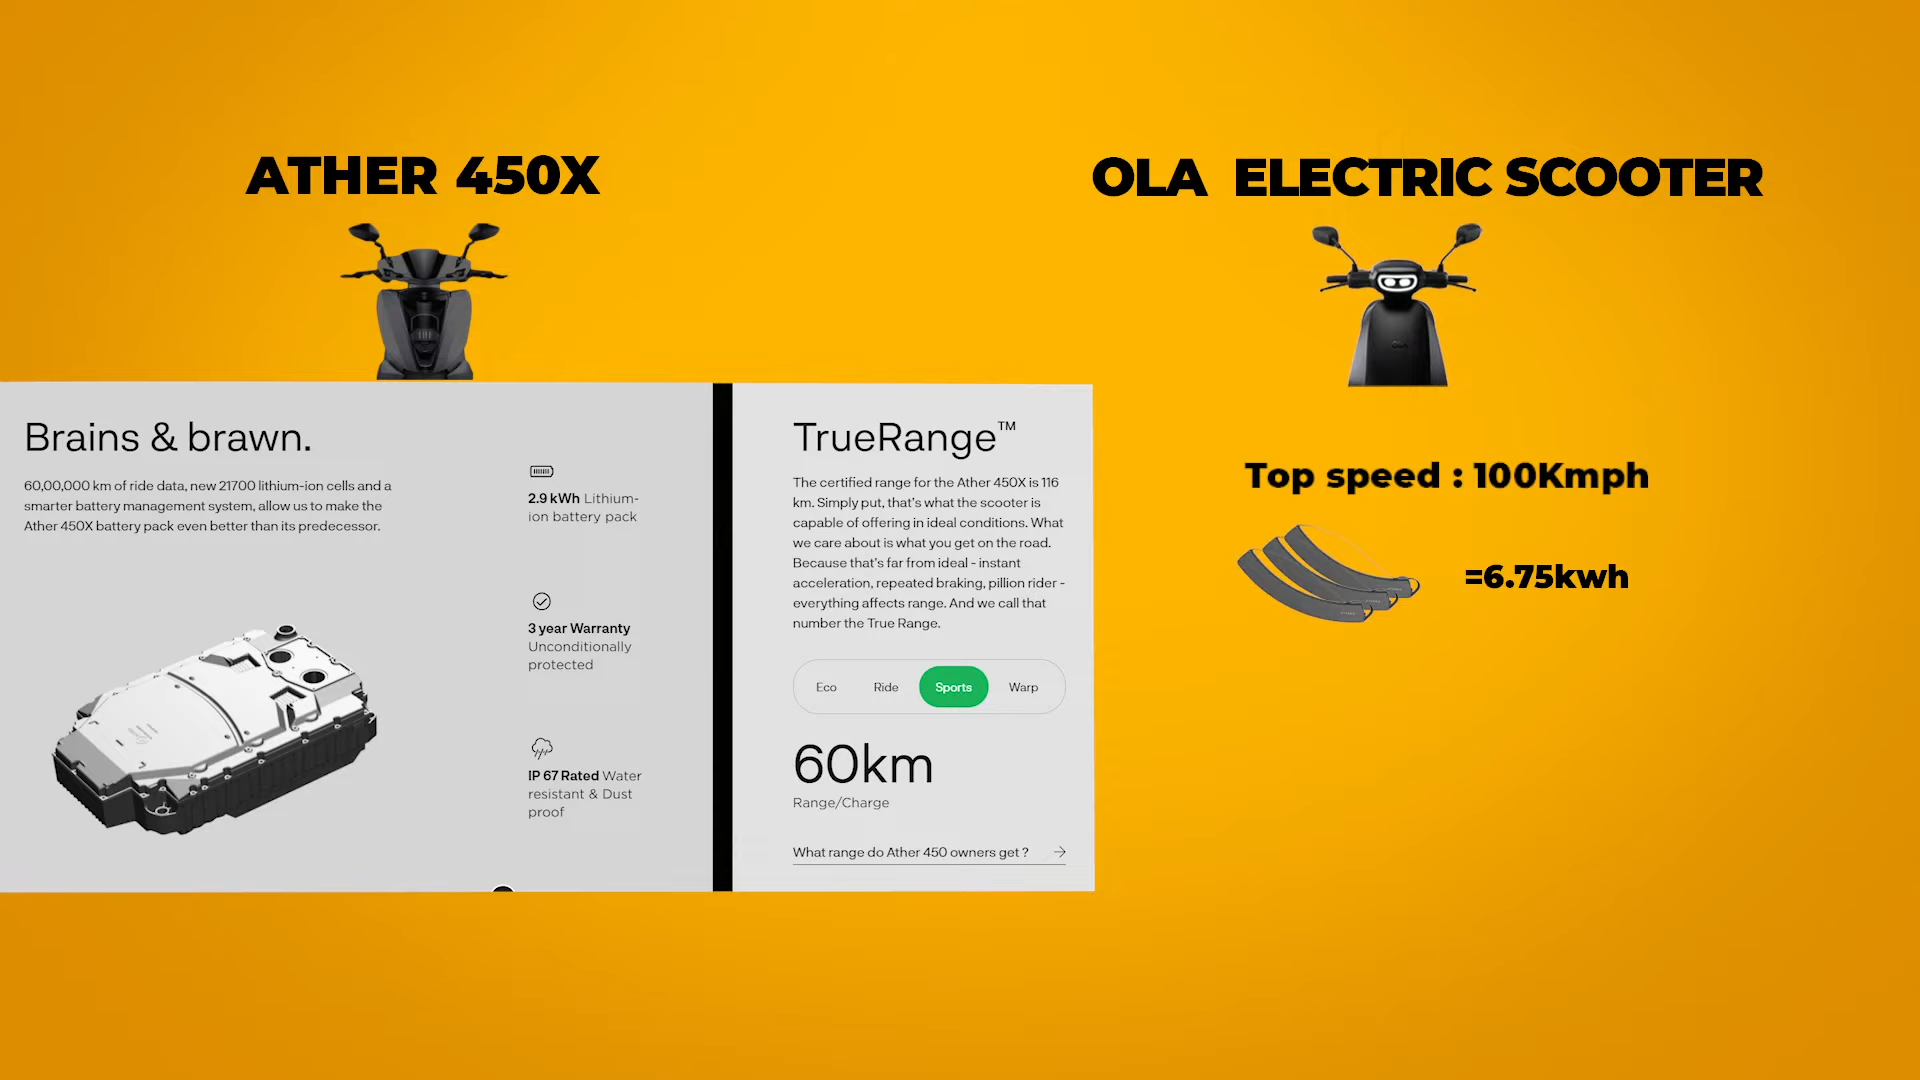 ATHER 450X
OLA ELECTRIC SCOOTER
OLA
Brains & brawn.
60,00,000 km of ride data, new 21700 lithium-ion cells and a
smarter battery management system, allow us to make the
Ather 450X battery pack even better than its predecessor.
2.9 kWh Lithium-
ion battery pack
3 year Warranty
Unconditionally
protected
IP 67 Rated Water
resistant & Dust
proof
TrueRange™
The certified range for the Ather 450X is 116
km. Simply put, that's what the scooter is
capable of offering in ideal conditions. What
we care about is what you get on the road.
Because that's far from ideal - instant
acceleration, repeated braking, pillion rider -
everything affects range. And we call that
number the True Range.
Eco Ride Sports Warp
60km
Range/Charge
What range do Ather 450 owners get ?
Top speed : 100Kmph
=6.75kwh